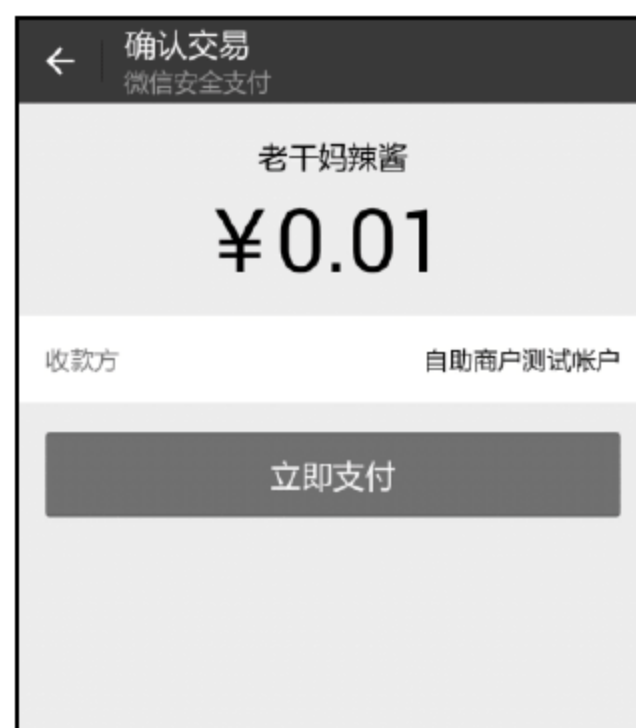 确认交易
微信安全支付
老干妈辣酱
¥0.01
收款方 自助商户测试帐户
立即支付